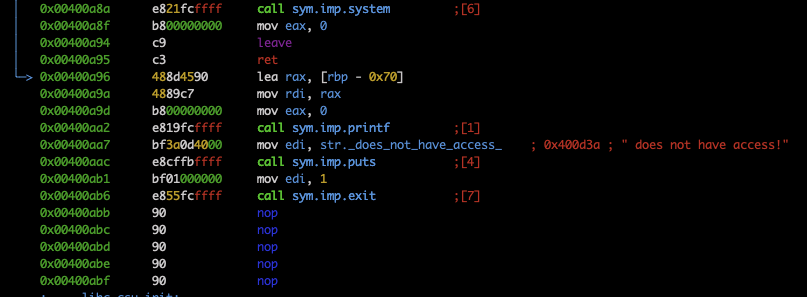 0x00400a8a e821fcffff call sym.imp.system ;[6]
0x00400a8f b800000000 mov eax, 0
0x00400a94 c9 leave
0x00400a95 c3 ret
0x00400a96 488d4590 lea rax, [rbp - 0x70]
0x00400a9a 4889c7 mov rdi, rax
0x00400a9d b800000000 mov eax, 0
0x00400aa2 e819fcffff call sym.imp.printf ;[1]
0x00400aa7 bf3a0d4000 mov edi, str._does_not_have_access_ ; 0x400d3a ; " does not have access!"
0x00400aac e8cffbffff call sym.imp.puts ;[4]
0x00400ab1 bf01000000 mov edi, 1
0x00400ab6 e855fcffff call sym.imp.exit ;[7]
0x00400abb 90 nop
0x00400abc 90 nop
0x00400abd 90 nop
0x00400abe 90 nop
0x00400abf 90 nop